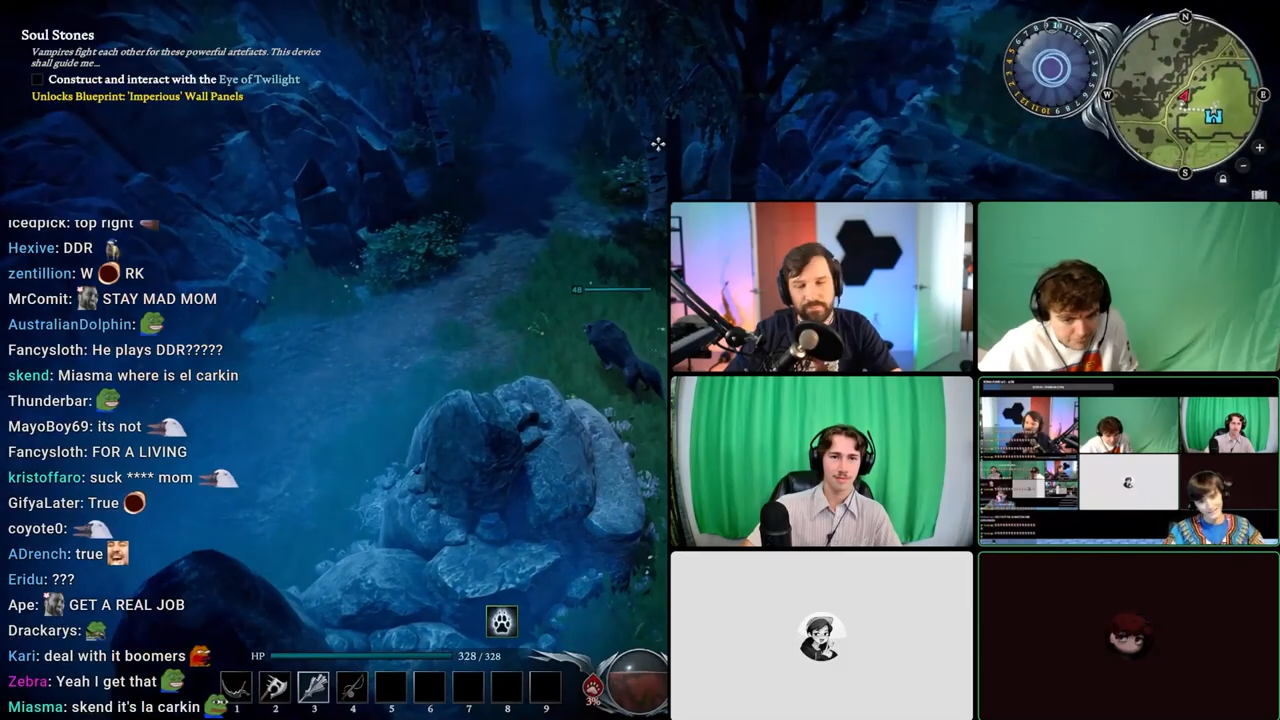 Soul Stones
Vampires fight each other for these powerful artefacts. This device
shall guide me...
Construct and interact with the Eye of Twilight
Unlocks Blueprint: 'Imperious' Wall Panels
N
W
E
S
icedpick: top right
Hexive: DDR
zentillion: W RK
MrComit: STAY MAD MOM
AustralianDolphin:
Fancysloth: He plays DDR?????
skend: Miasma where is el carkin
Thunderbar:
MayoBoy69: its not
Fancysloth: FOR A LIVING
kristoffaro: suck **** mom
GifyaLater: True
coyote0:
ADrench: true
Eridu: ???
Ape: GET A REAL JOB
Drackarys:
Kari: deal with it boomers
Zebra: Yeah I get that
Miasma: skend it's la carkin
48
HP 328 / 328
1 2 3 4 5 6 7 8 9
3%